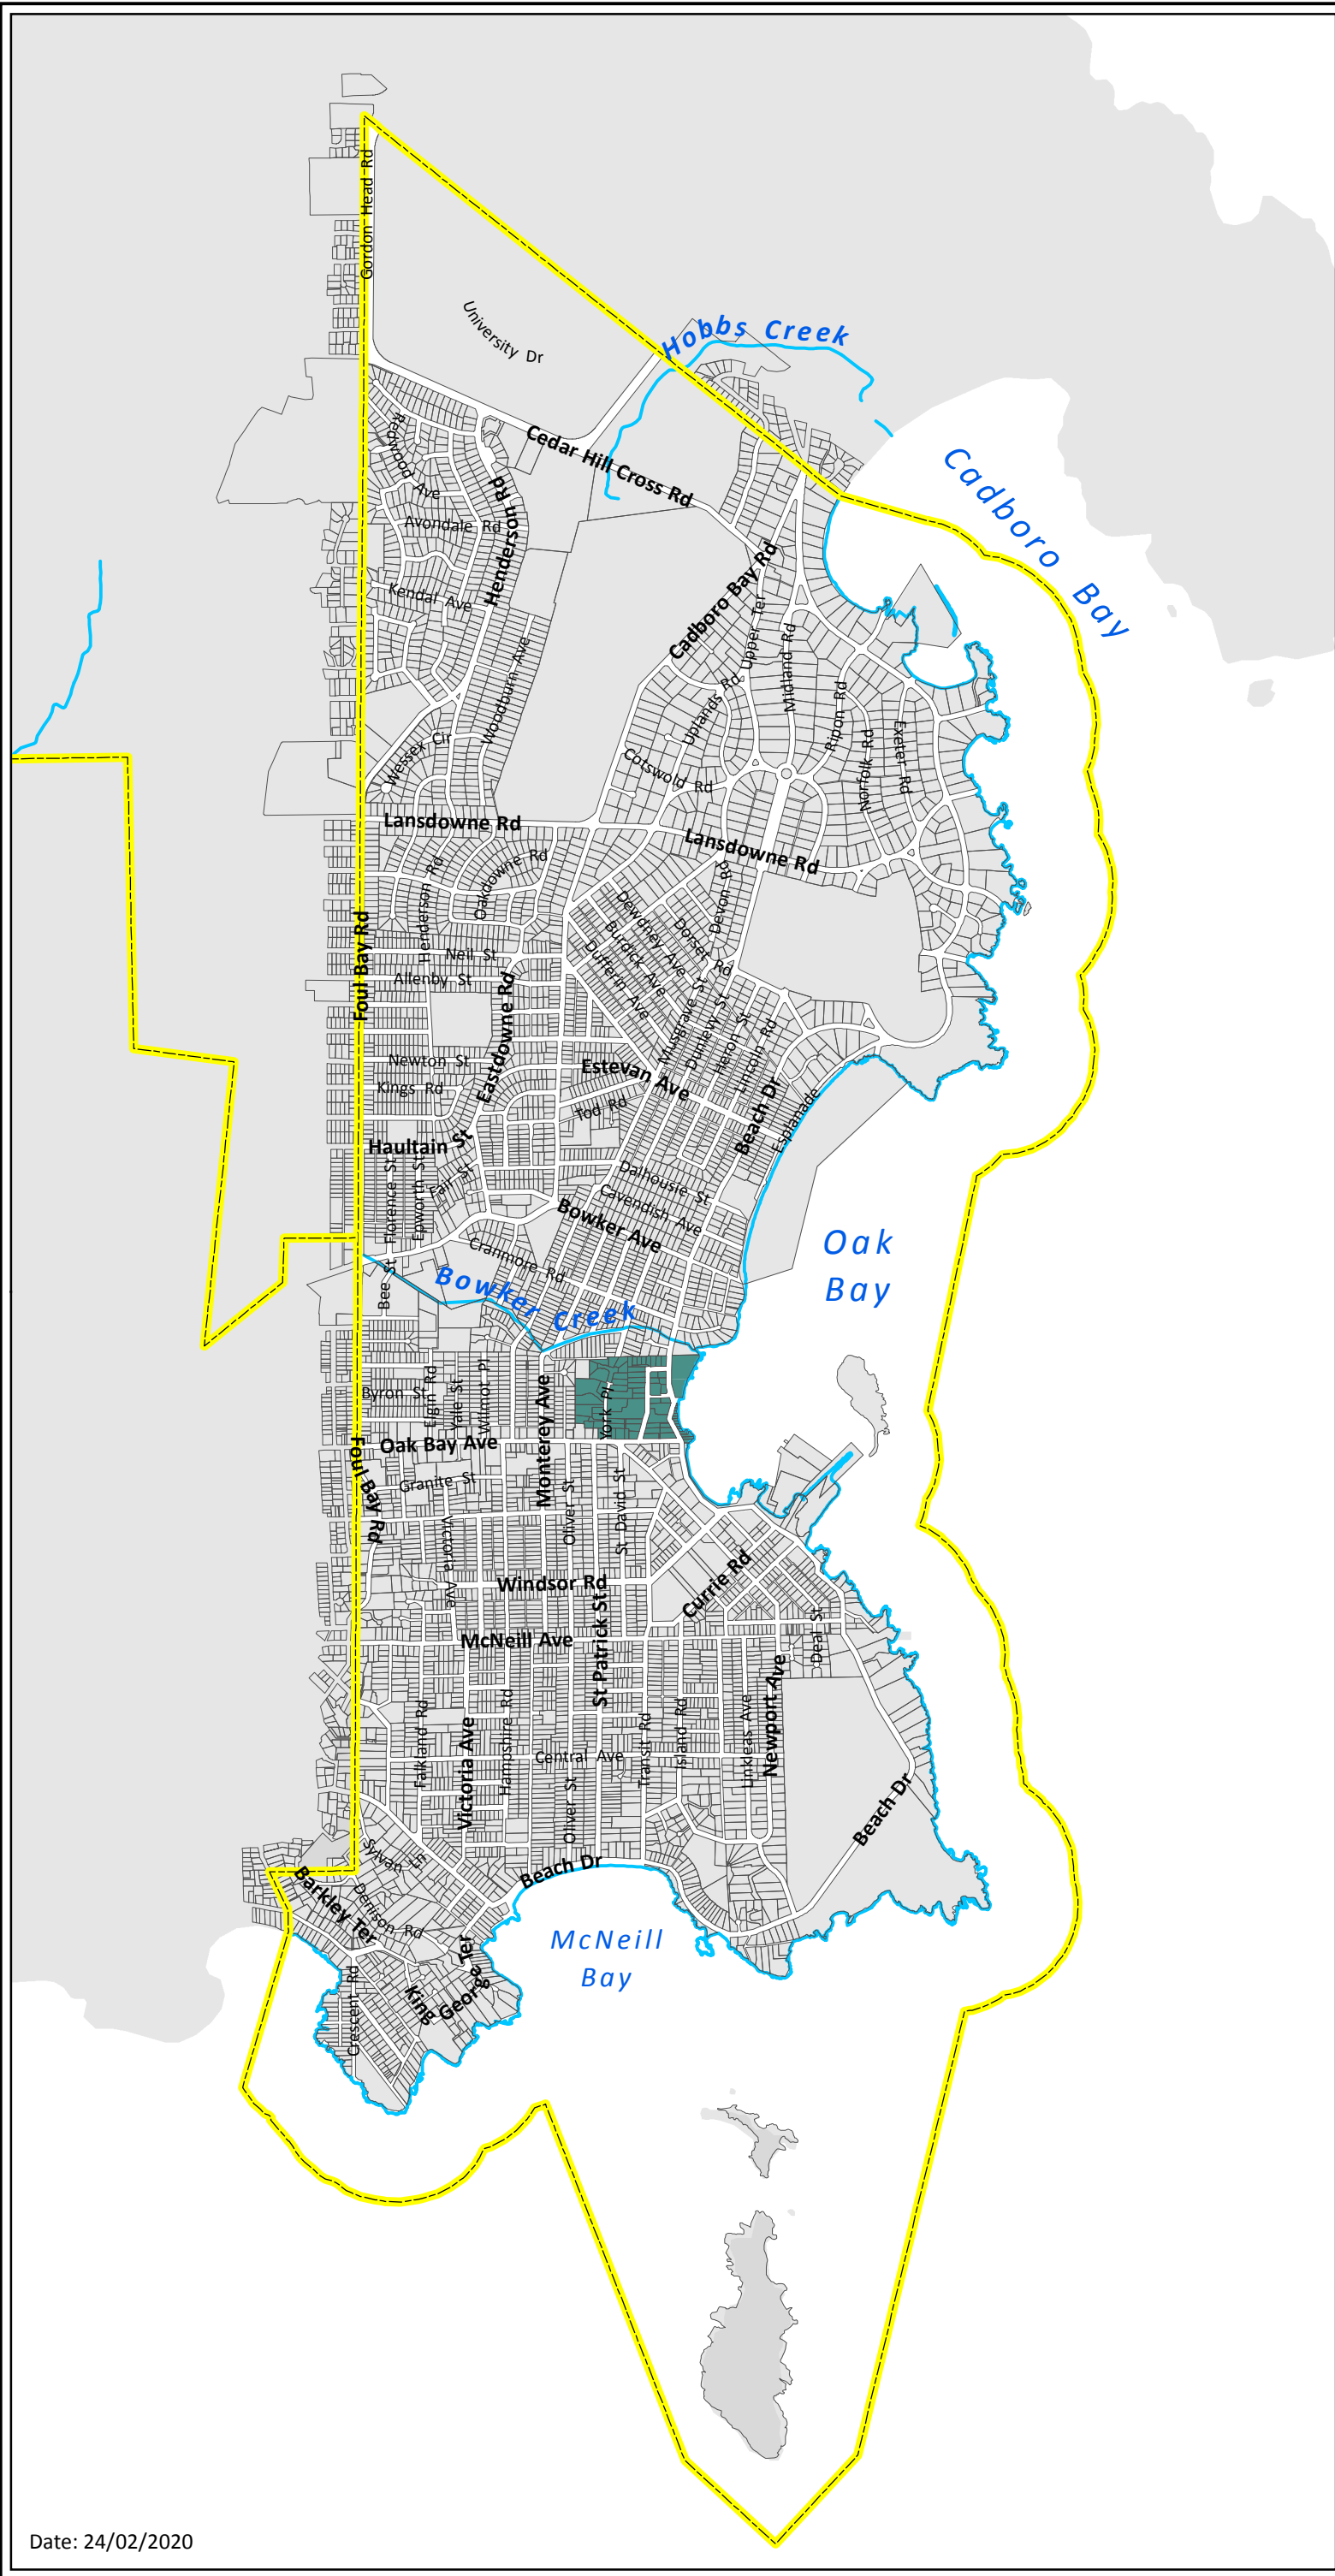 Gordon Head Rd
University Dr
Hobbs Creek
Redwood Ave
Cedar Hill Cross Rd
Cadboro Bay
Avondale Rd
Henderson Rd
Kendal Ave
Cadboro Bay Rd
Upper Ter
Midland Rd
Woodburn Ave
Uplands Rd
Ripon Rd
Exeter Rd
Norfolk Rd
Wessex Cir
Cotswold Rd
Lansdowne Rd
Lansdowne Rd
Henderson Rd
Oakdowne Rd
Devon Rd
Dewdney Ave
Dorset Rd
Burdick Ave
Dufferin Ave
Foul Bay Rd
Neil St
Allenby St
Eastdowne Rd
Musgrave St
Dunlevy St
Heron St
Lincoln Rd
Newton St
Estevan Ave
Kings Rd
Tod Rd
Beach Dr
Esplanade
Haultain St
Florence St
Epworth St
Fair St
Dalhousie St
Cavendish Ave
Bowker Ave
Oak
Bay
Cranmore Rd
Bee St
Bowker Creek
Byron St
Elgin Rd
Yale St
Wilmot Pl
Monterey Ave
York Pl
Oak Bay Ave
Foul Bay Rd
Granite St
Oliver St
St David St
Victoria Ave
Windsor Rd
Currie Rd
St Patrick St
McNeill Ave
Deal St
Newport Ave
Falkland Rd
Victoria Ave
Hampshire Rd
Central Ave
Transit Rd
Island Rd
Linkleas Ave
Oliver St
Beach Dr
Sylvan Ln
Beach Dr
Barkley Ter
Denison Rd
McNeill
Bay
King George Ter
Crescent Rd
Date: 24/02/2020